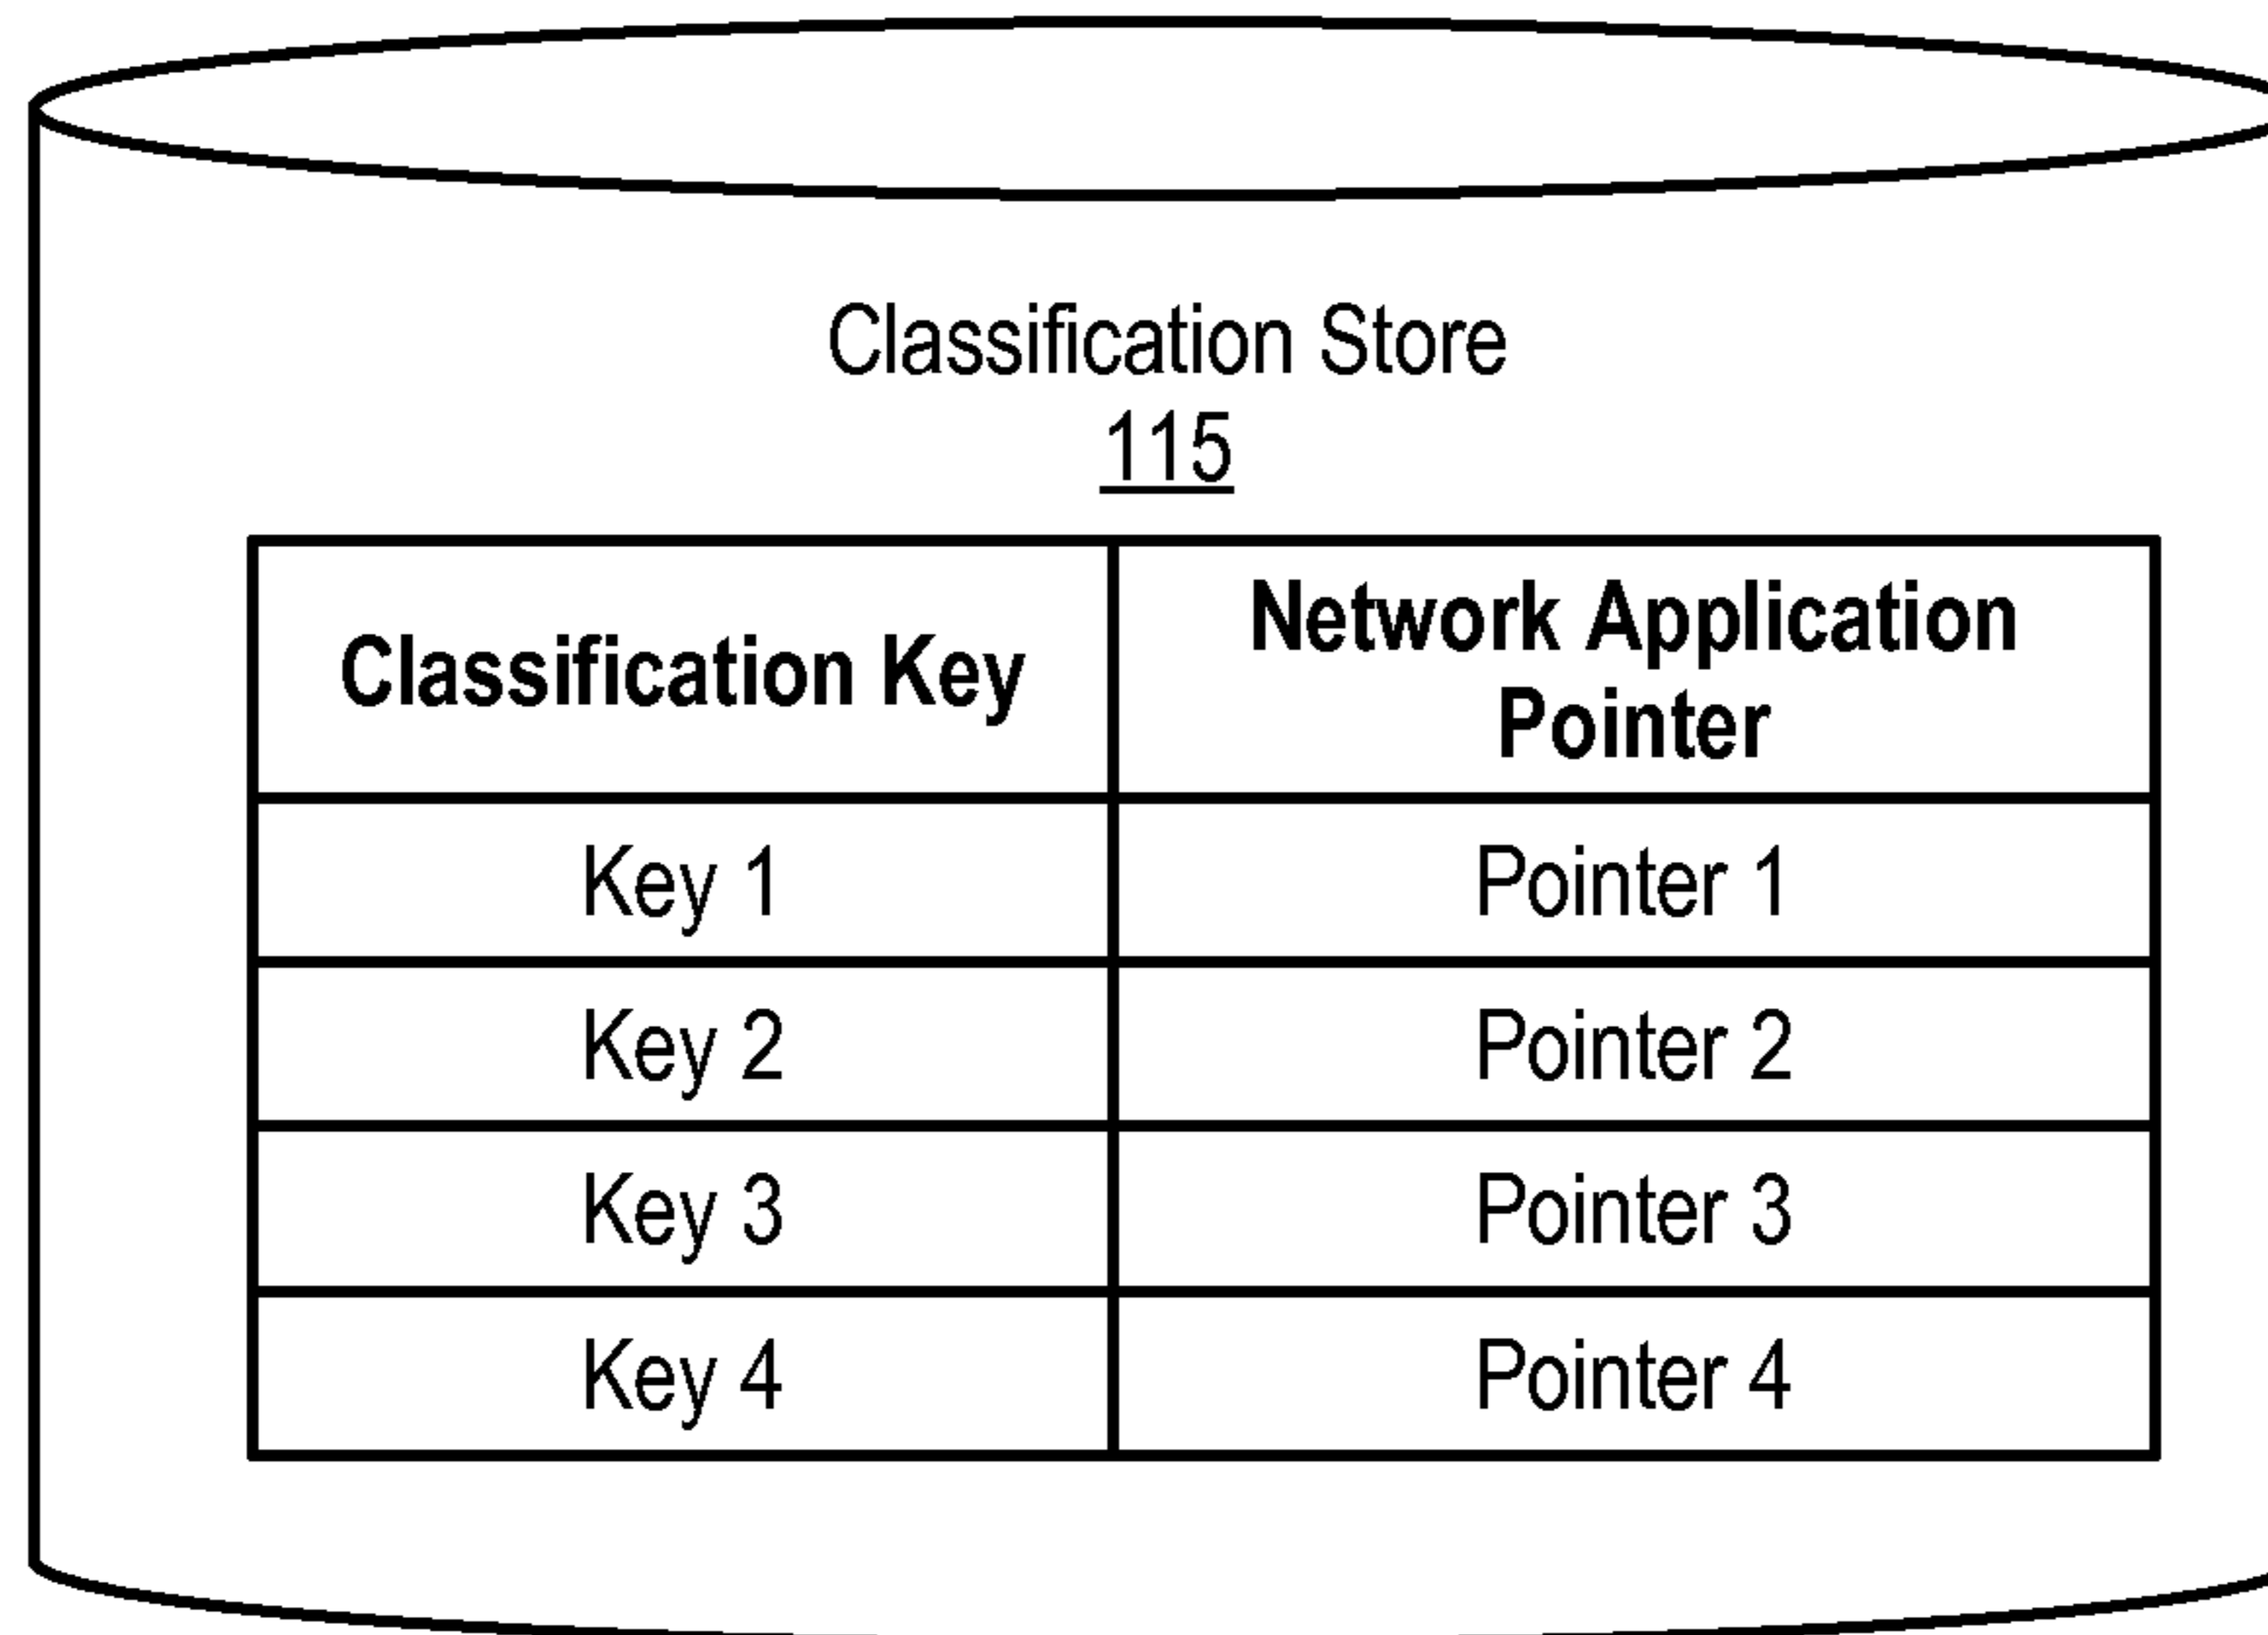 Classification Store
115
Classification Key
Network Application
Pointer
Key 1
Pointer 1
Key 2
Pointer 2
Key 3
Pointer 3
Key 4
Pointer 4